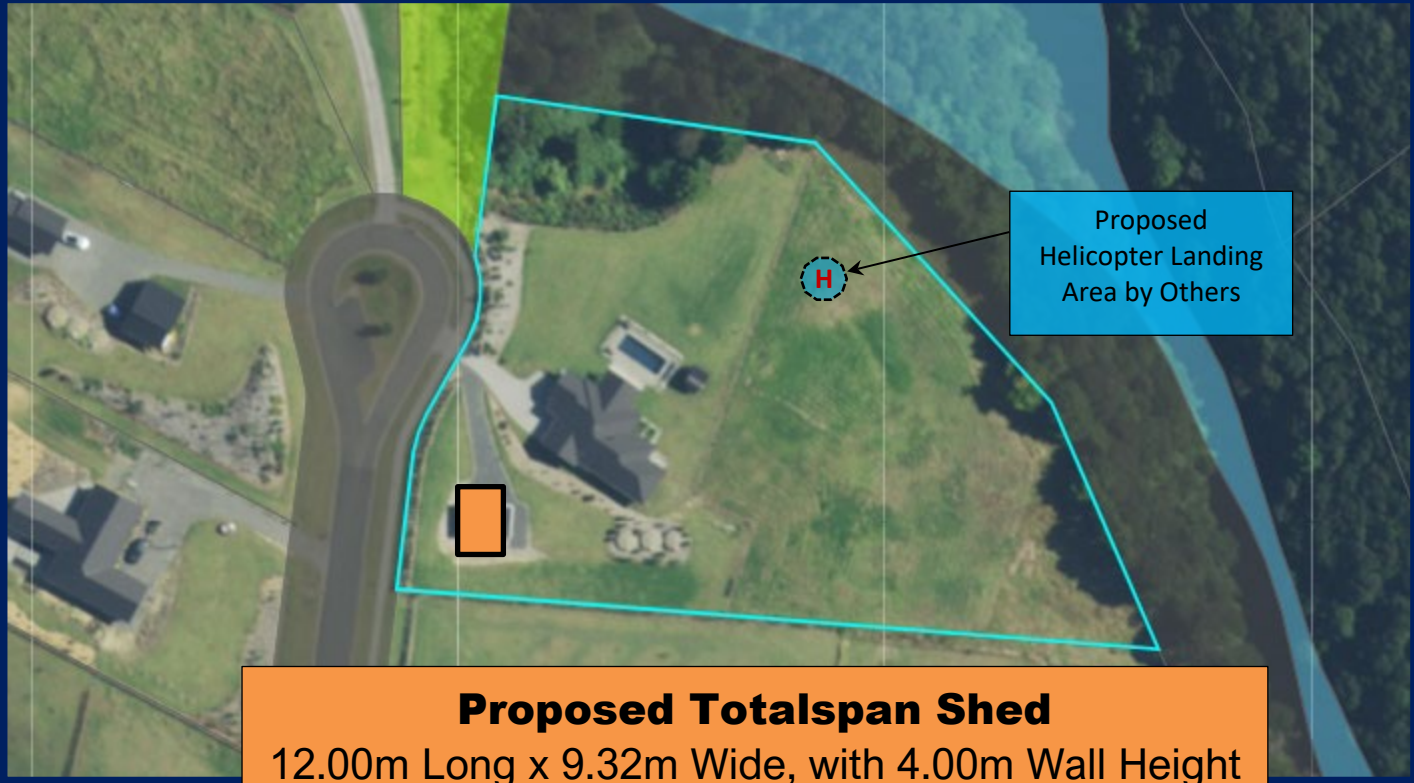 Proposed
Helicopter Landing
Area by Others
H
Proposed Totalspan Shed
12.00m Long x 9.32m Wide, with 4.00m Wall Height